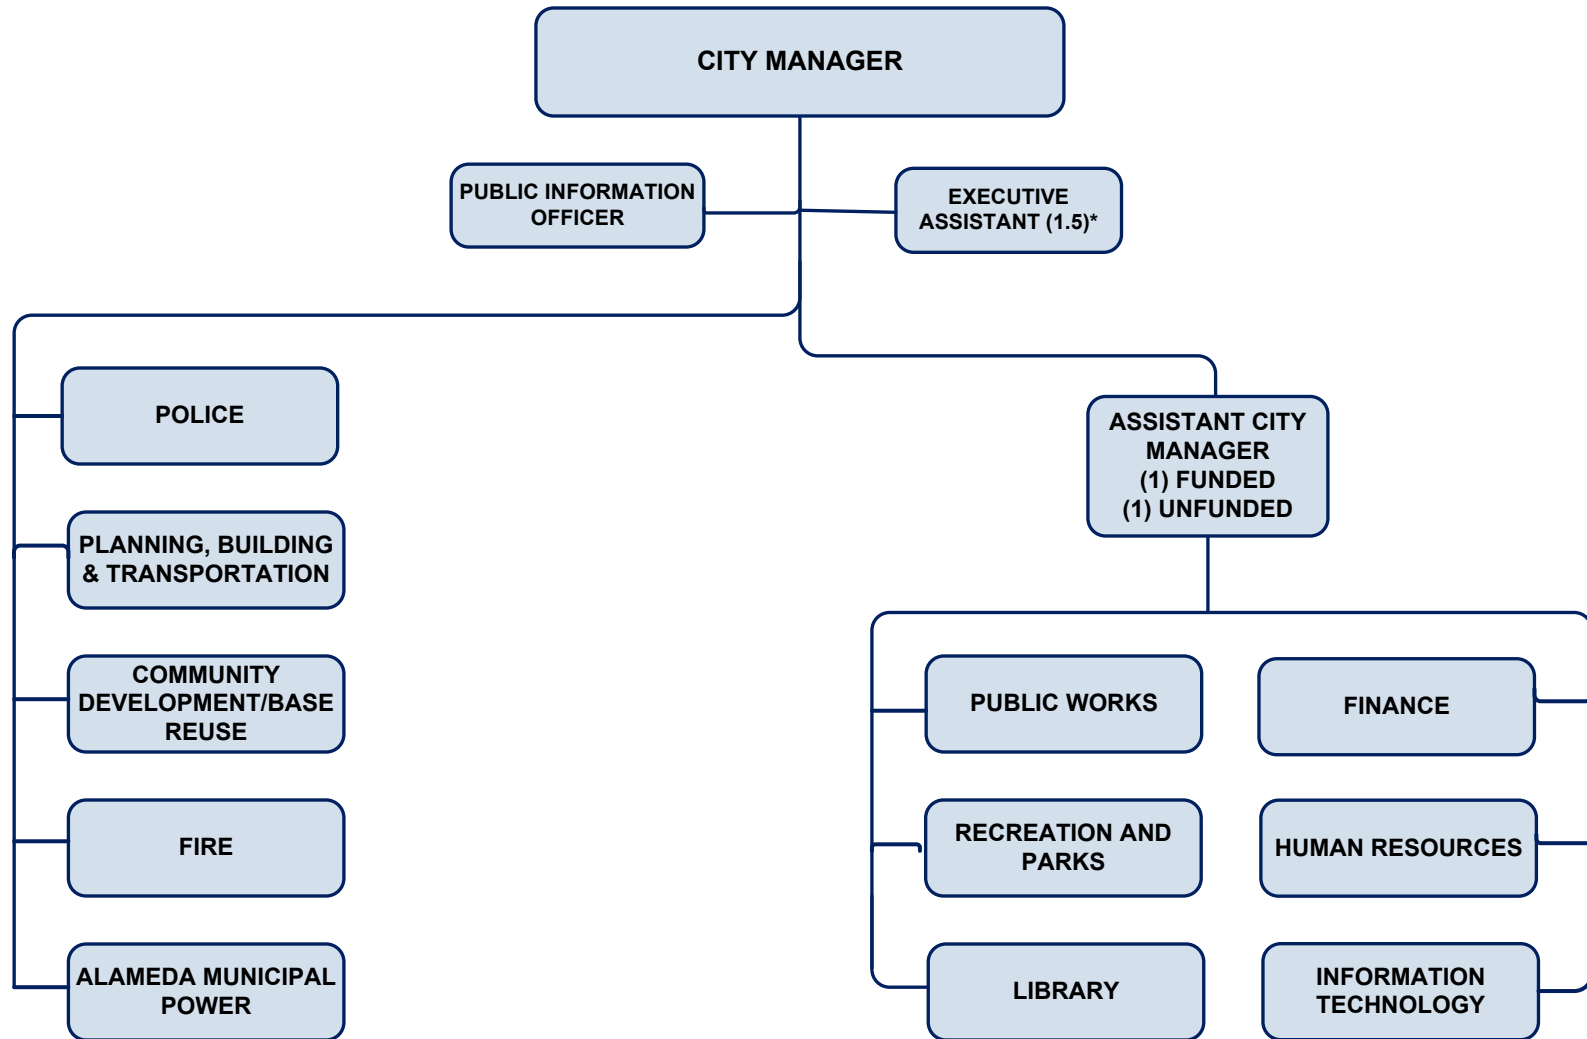 CITY MANAGER
PUBLIC INFORMATION
OFFICER
EXECUTIVE
ASSISTANT (1.5)*
POLICE
PLANNING, BUILDING
& TRANSPORTATION
COMMUNITY
DEVELOPMENT/BASE
REUSE
FIRE
ALAMEDA MUNICIPAL
POWER
ASSISTANT CITY
MANAGER
(1) FUNDED
(1) UNFUNDED
PUBLIC WORKS
FINANCE
RECREATION AND
PARKS
HUMAN RESOURCES
LIBRARY
INFORMATION
TECHNOLOGY